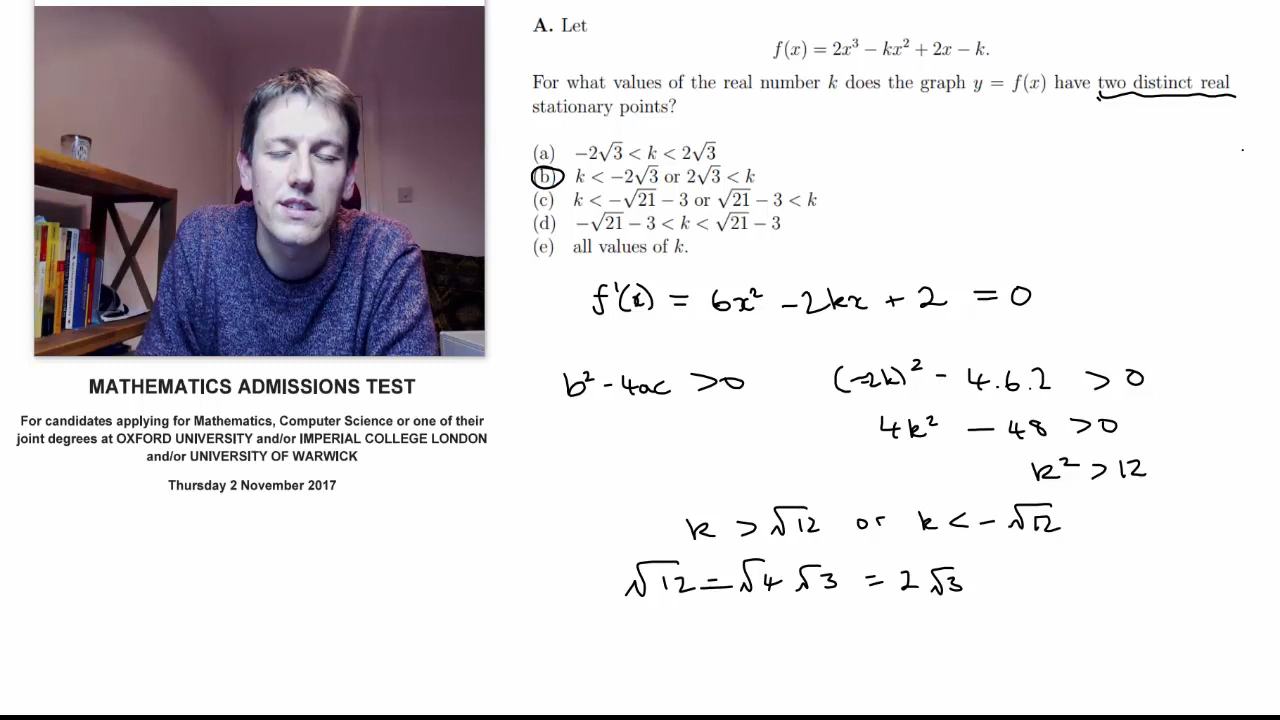 MATHEMATICS ADMISSIONS TEST
For candidates applying for Mathematics, Computer Science or one of their
joint degrees at OXFORD UNIVERSITY and/or IMPERIAL COLLEGE LONDON
and/or UNIVERSITY OF WARWICK
Thursday 2 November 2017
A. Let
f(x) = 2x³ − kx² + 2x − k.
For what values of the real number k does the graph y = f(x) have two distinct real
stationary points?
(a) −2√3 < k < 2√3
(b) k < −2√3 or 2√3 < k
(c) k < −√21 − 3 or √21 − 3 < k
(d) −√21 − 3 < k < √21 − 3
(e) all values of k.
f'(x) = 6x² − 2kx + 2 = 0
b² − 4ac > 0 (−2k)² − 4.6.2 > 0
4k² − 48 > 0
k² > 12
k > √12 or k < −√12
√12 = √4 √3 = 2√3